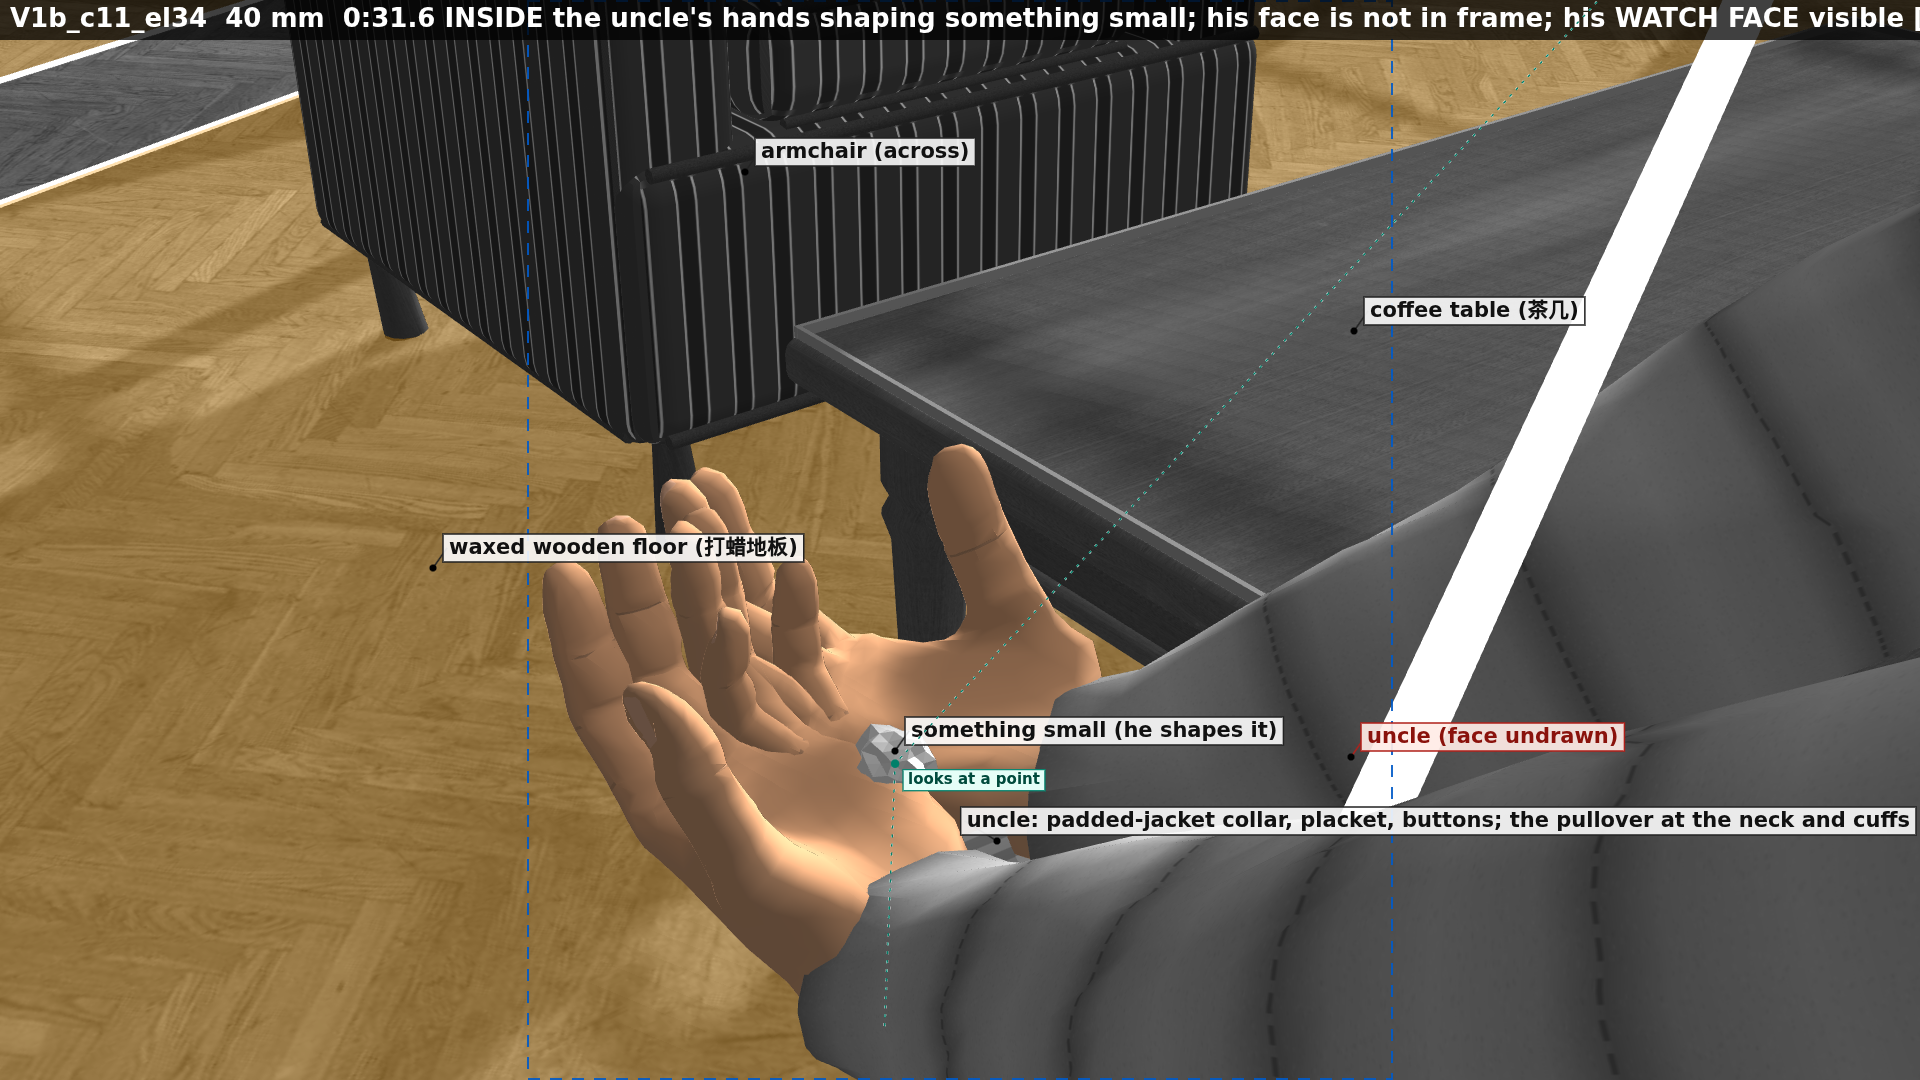 V1b_c11_el34 40 mm 0:31.6 INSIDE the uncle's hands shaping something small; his face is not in frame; his WATCH FACE visible |
armchair (across)
coffee table (茶几)
waxed wooden floor (打蜡地板)
something small (he shapes it)
uncle (face undrawn)
looks at a point
uncle: padded-jacket collar, placket, buttons; the pullover at the neck and cuffs